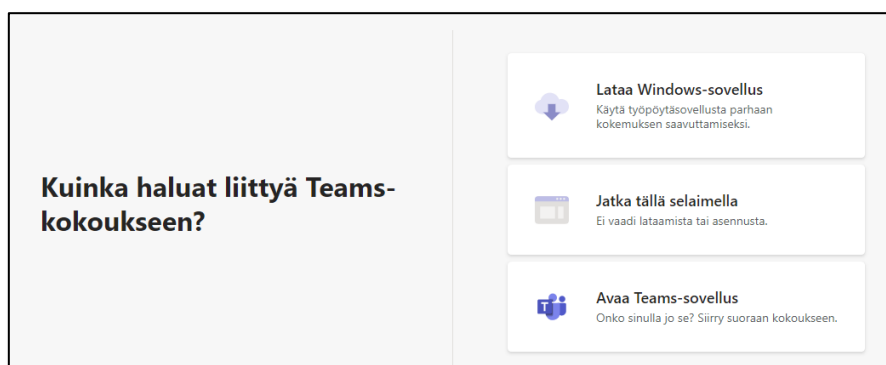 Kuinka haluat liittyä Teams-
kokoukseen?
Lataa Windows-sovellus
Käytä työpöytäsovellusta parhaan
kokemuksen saavuttamiseksi.
Jatka tällä selaimella
Ei vaadi lataamista tai asennusta.
Avaa Teams-sovellus
Onko sinulla jo se? Siirry suoraan kokoukseen.